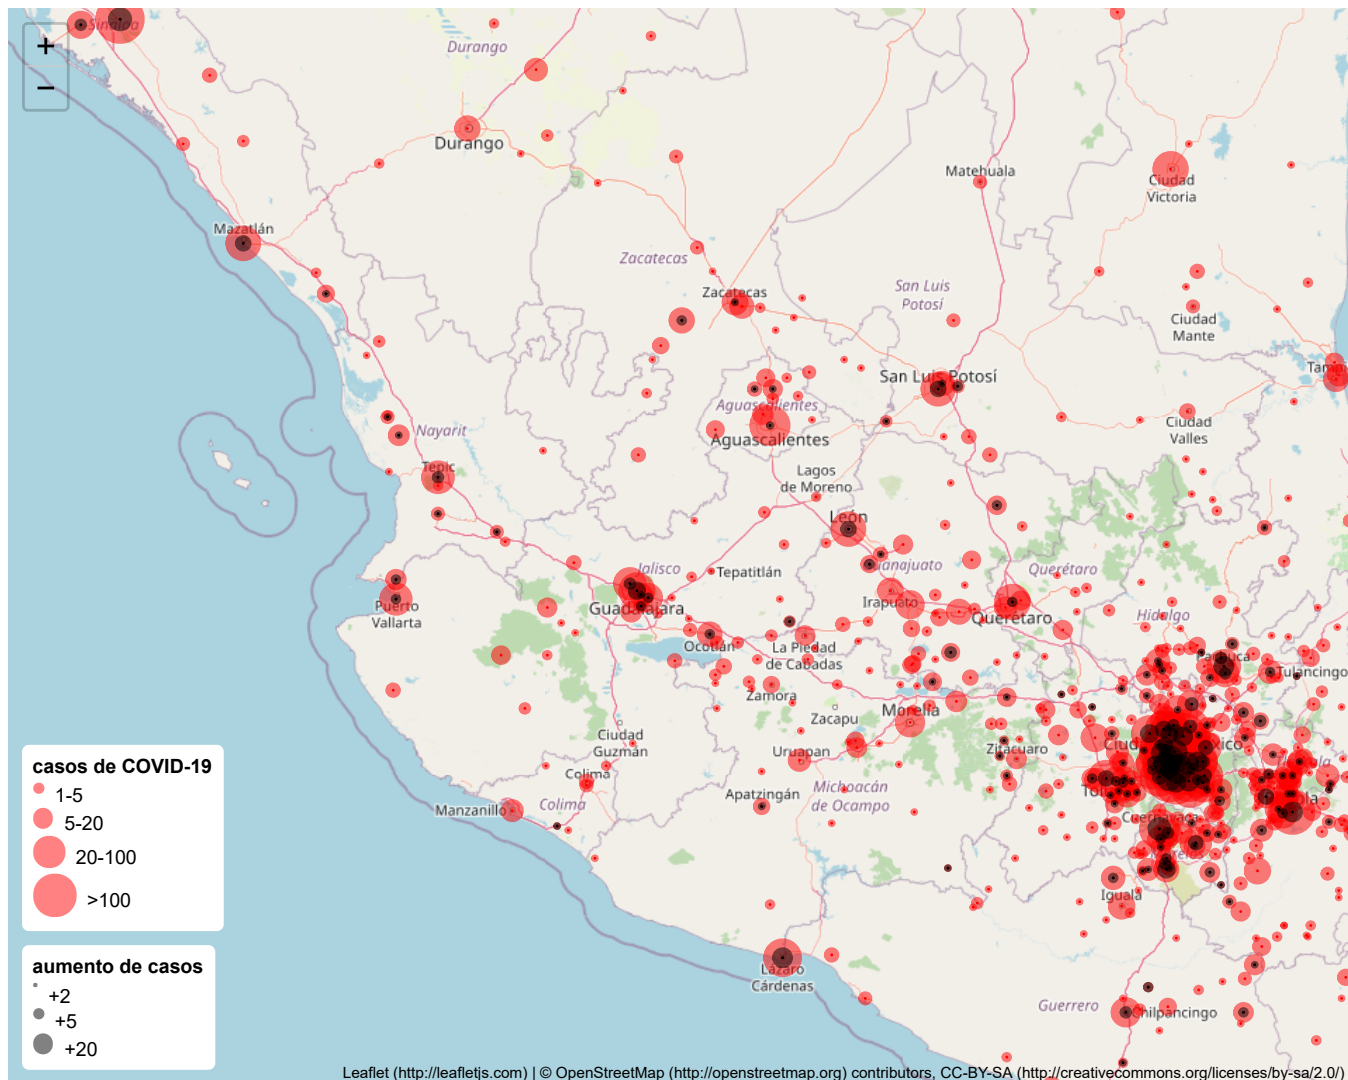 +
−
Sinaloa
Durango
Durango
Matehuala
Ciudad
Victoria
Mazatlán
Zacatecas
San Luis
Potosí
Zacatecas
Ciudad
Mante
San Luis Potosí
Aguascalientes
Aguascalientes
Nayarit
Ciudad
Valles
Tepic
Lagos
de Moreno
León
Jalisco
Tepatitlán
Querétaro
Guadalajara
Irapuato
Querétaro
Hidalgo
Puerto
Vallarta
Ocotlán
La Piedad
de Cabadas
Pachuca
Tulancingo
Zamora
Morelia
Zacapu
Ciudad
Guzmán
Uruapan
Zitácuaro
Colima
Michoacán
de Ocampo
Apatzingán
Manzanillo
Colima
Cuernavaca
Iguala
Lázaro
Cárdenas
Guerrero
Chilpancingo
casos de COVID-19
1-5
5-20
20-100
>100
aumento de casos
+2
+5
+20
Leaflet (http://leafletjs.com) | © OpenStreetMap (http://openstreetmap.org) contributors, CC-BY-SA (http://creativecommons.org/licenses/by-sa/2.0/)